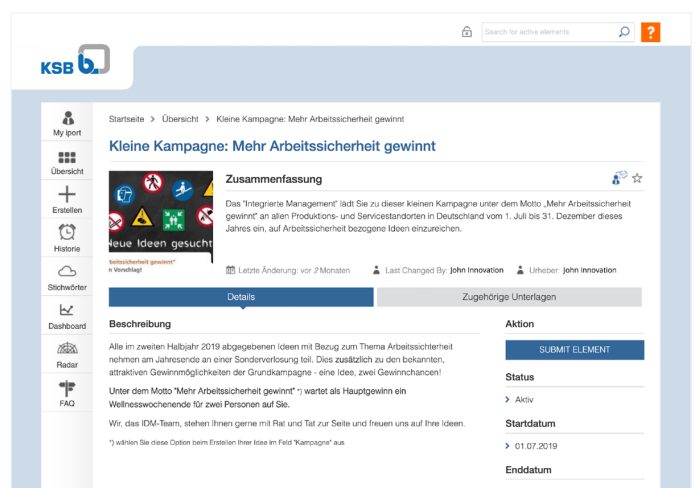 Search for active elements
?
KSB b.
My iport
Übersicht
Erstellen
Historie
Stichwörter
Dashboard
Radar
FAQ
Startseite > Übersicht > Kleine Kampagne: Mehr Arbeitssicherheit gewinnt
Kleine Kampagne: Mehr Arbeitssicherheit gewinnt
Neue Ideen gesucht
beitssicherheit gewinnt"
n Vorschlag!
Zusammenfassung
Das "Integrierte Management" lädt Sie zu dieser kleinen Kampagne unter dem Motto „Mehr Arbeitssicherheit
gewinnt" an allen Produktions- und Servicestandorten in Deutschland vom 1. Juli bis 31. Dezember dieses
Jahres ein, auf Arbeitssicherheit bezogene Ideen einzureichen.
Letzte Änderung: vor 2 Monaten Last Changed By: John Innovation Urheber: John Innovation
Details Zugehörige Unterlagen
Beschreibung
Alle im zweiten Halbjahr 2019 abgegebenen Ideen mit Bezug zum Thema Arbeitssichterheit
nehmen am Jahresende an einer Sonderverlosung teil. Dies zusätzlich zu den bekannten,
attraktiven Gewinnmöglichkeiten der Grundkampagne - eine Idee, zwei Gewinnchancen!
Unter dem Motto "Mehr Arbeitssicherheit gewinnt" *) wartet als Hauptgewinn ein
Wellnesswochenende für zwei Personen auf Sie.
Wir, das IDM-Team, stehen Ihnen gerne mit Rat und Tat zur Seite und freuen uns auf Ihre Ideen.
*) wählen Sie diese Option beim Erstellen Ihrer Idee im Feld "Kampagne" aus
Aktion
SUBMIT ELEMENT
Status
> Aktiv
Startdatum
> 01.07.2019
Enddatum